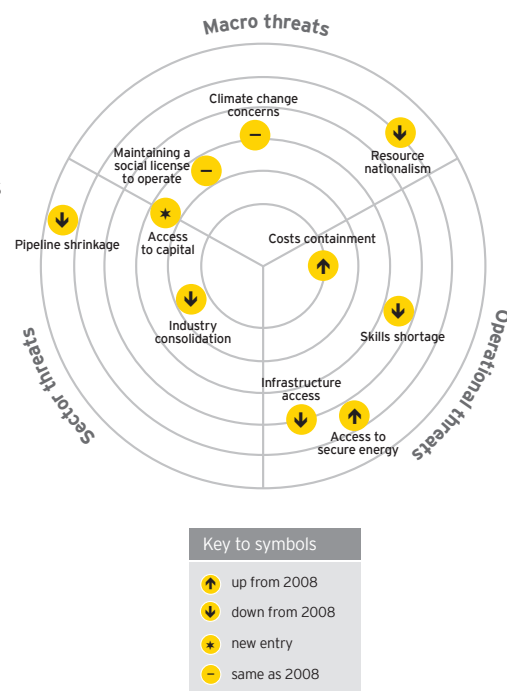 Macro threats
Climate change
concerns
Maintaining a
social license
to operate
Resource
nationalism
Pipeline shrinkage
Access
to capital
Costs containment
Industry
consolidation
Skills shortage
Infrastructure
access
Access to
secure energy
Sector threats
Operational threats
Key to symbols
up from 2008
down from 2008
new entry
same as 2008